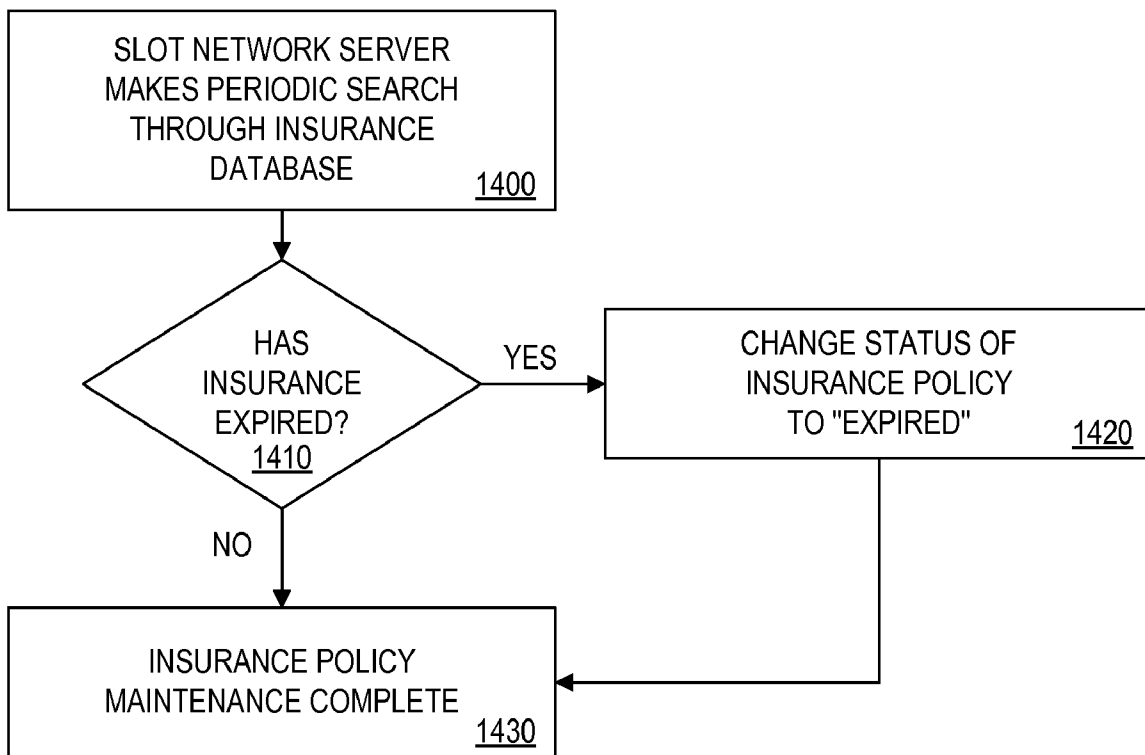 SLOT NETWORK SERVER
MAKES PERIODIC SEARCH
THROUGH INSURANCE
DATABASE
1400
HAS
INSURANCE
EXPIRED?
1410
YES
CHANGE STATUS OF
INSURANCE POLICY
TO "EXPIRED"
1420
NO
INSURANCE POLICY
MAINTENANCE COMPLETE
1430